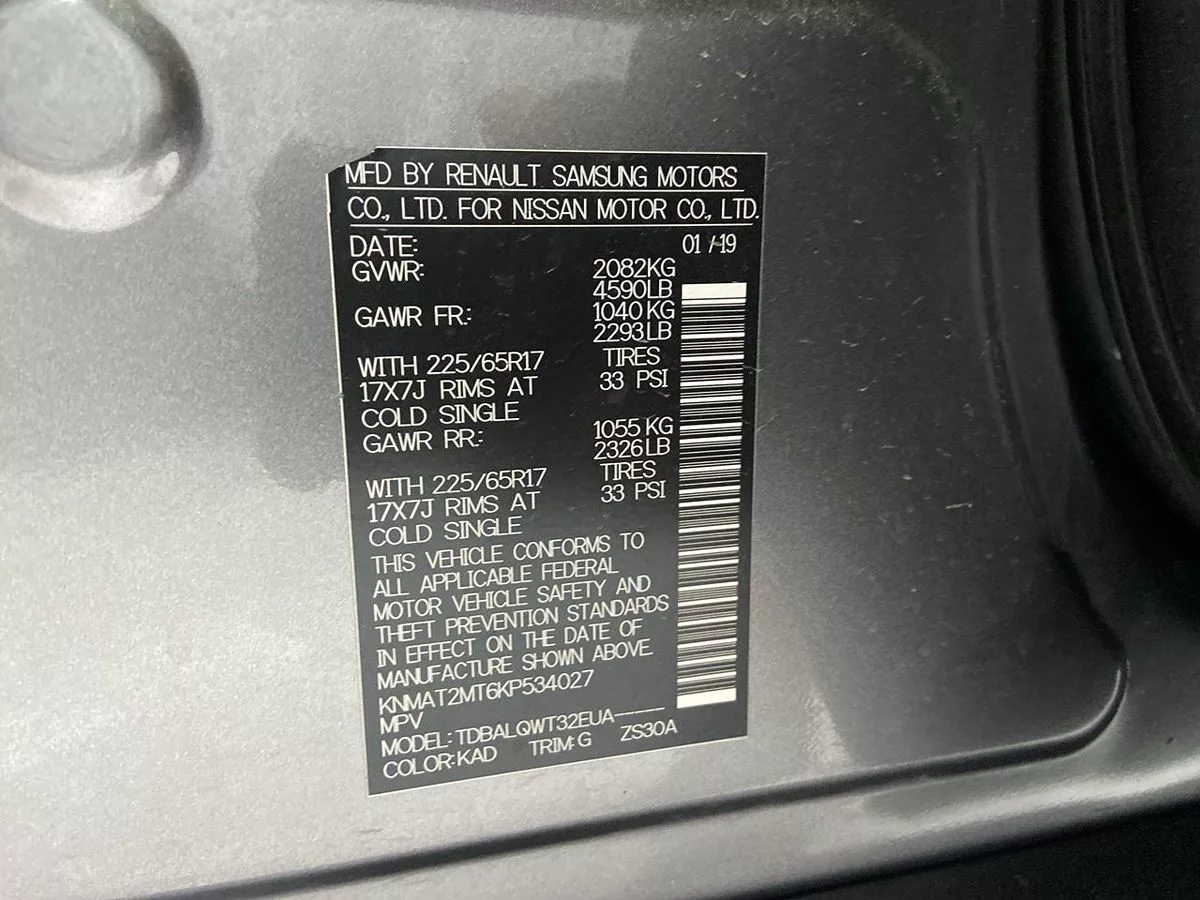 MFD BY RENAULT SAMSUNG MOTORS
CO., LTD. FOR NISSAN MOTOR CO., LTD.
DATE: 01 /19
GVWR: 2082KG
4590LB
GAWR FR.: 1040 KG
2293LB
WITH 225/65R17 TIRES
17X7J RIMS AT 33 PSI
COLD SINGLE
GAWR RR.: 1055 KG
2326LB
WITH 225/65R17 TIRES
17X7J RIMS AT 33 PSI
COLD SINGLE
THIS VEHICLE CONFORMS TO
ALL APPLICABLE FEDERAL
MOTOR VEHICLE SAFETY AND
THEFT PREVENTION STANDARDS
IN EFFECT ON THE DATE OF
MANUFACTURE SHOWN ABOVE.
KNMAT2MT6KP534027
MPV
MODEL: TDBALQWT32EUA-----
COLOR:KAD TRIM:G ZS30A